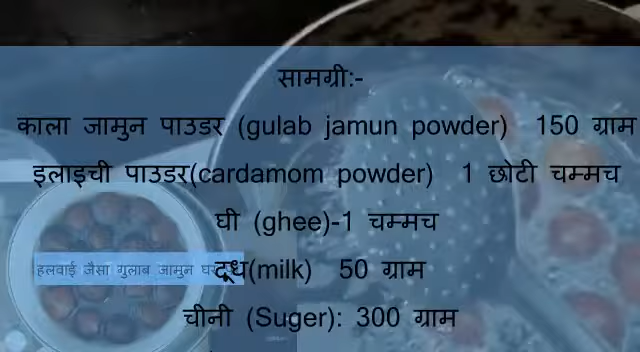 सामग्री:-
काला जामुन पाउडर (gulab jamun powder) 150 ग्राम
इलाइची पाउडर(cardamom powder) 1 छोटी चम्मच
घी (ghee)-1 चम्मच
हलवाई जैसा गुलाब जामुन
दूध(milk) 50 ग्राम
चीनी (Suger): 300 ग्राम